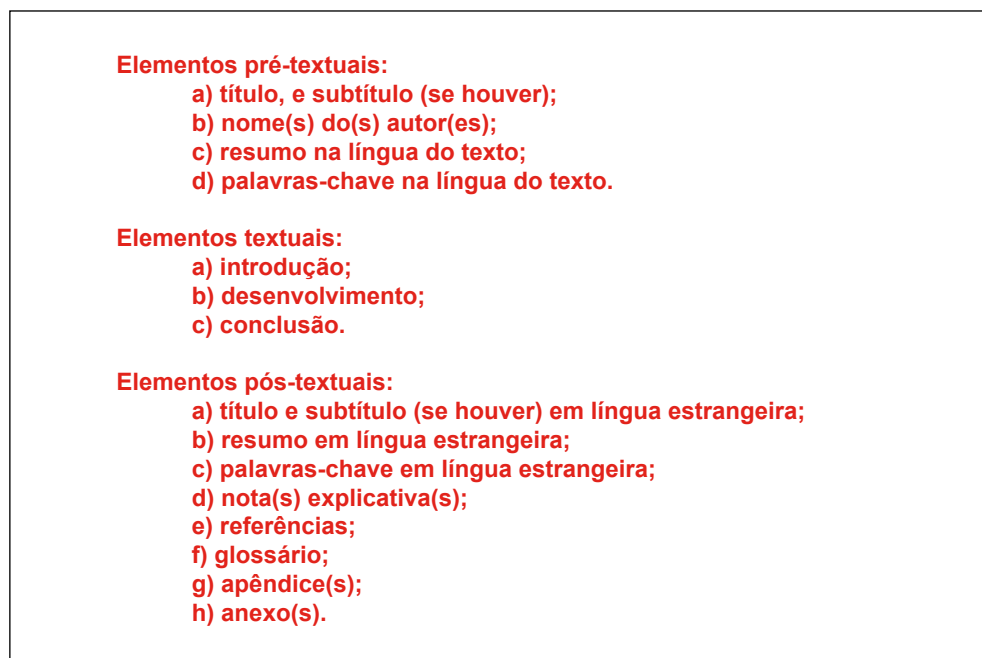 Elementos pré-textuais:
a) título, e subtítulo (se houver);
b) nome(s) do(s) autor(es);
c) resumo na língua do texto;
d) palavras-chave na língua do texto.
Elementos textuais:
a) introdução;
b) desenvolvimento;
c) conclusão.
Elementos pós-textuais:
a) título e subtítulo (se houver) em língua estrangeira;
b) resumo em língua estrangeira;
c) palavras-chave em língua estrangeira;
d) nota(s) explicativa(s);
e) referências;
f) glossário;
g) apêndice(s);
h) anexo(s).